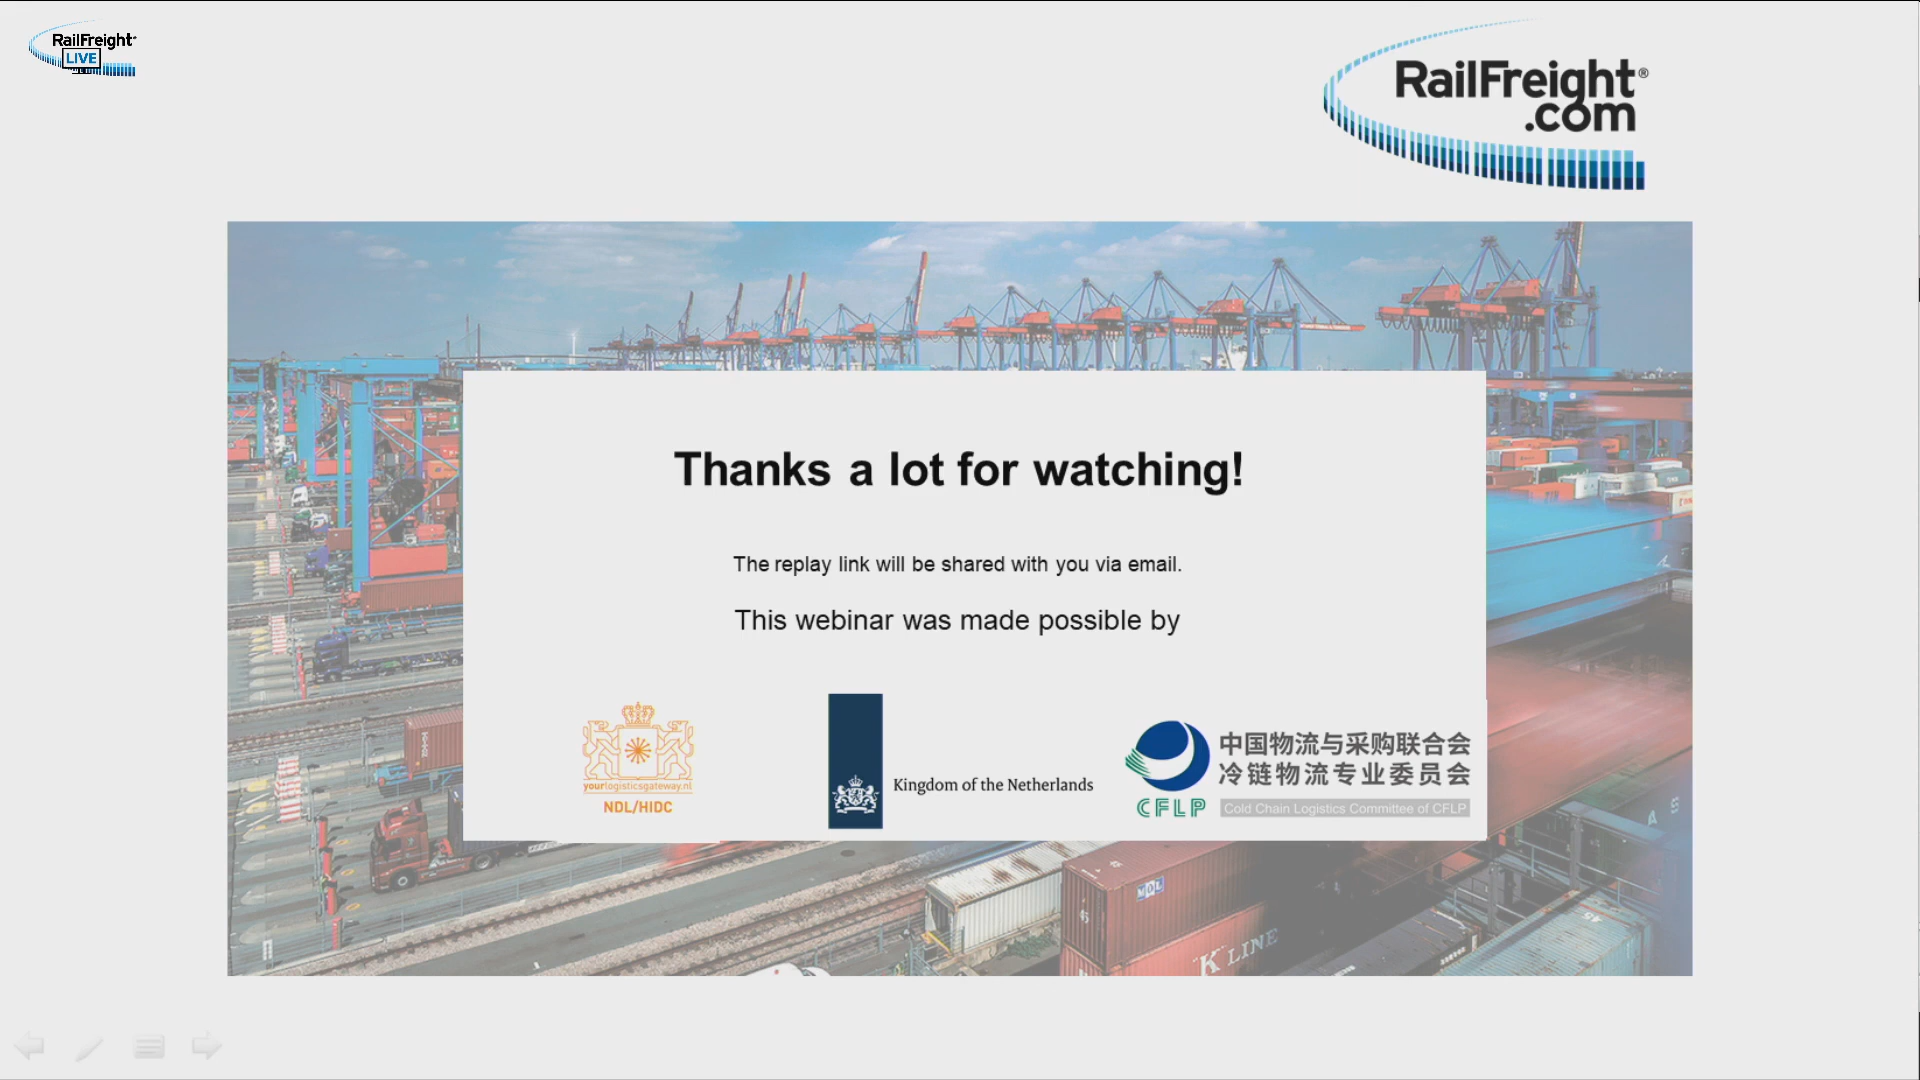 RailFreight
LIVE
RailFreight®
.com
Thanks a lot for watching!
The replay link will be shared with you via email.
This webinar was made possible by
yourlogisticsgateway.nl
NDL/HIDC
Kingdom of the Netherlands
中国物流与采购联合会
冷链物流专业委员会
CFLP
Cold Chain Logistics Committee of CFLP
MOL
"K" LINE
45